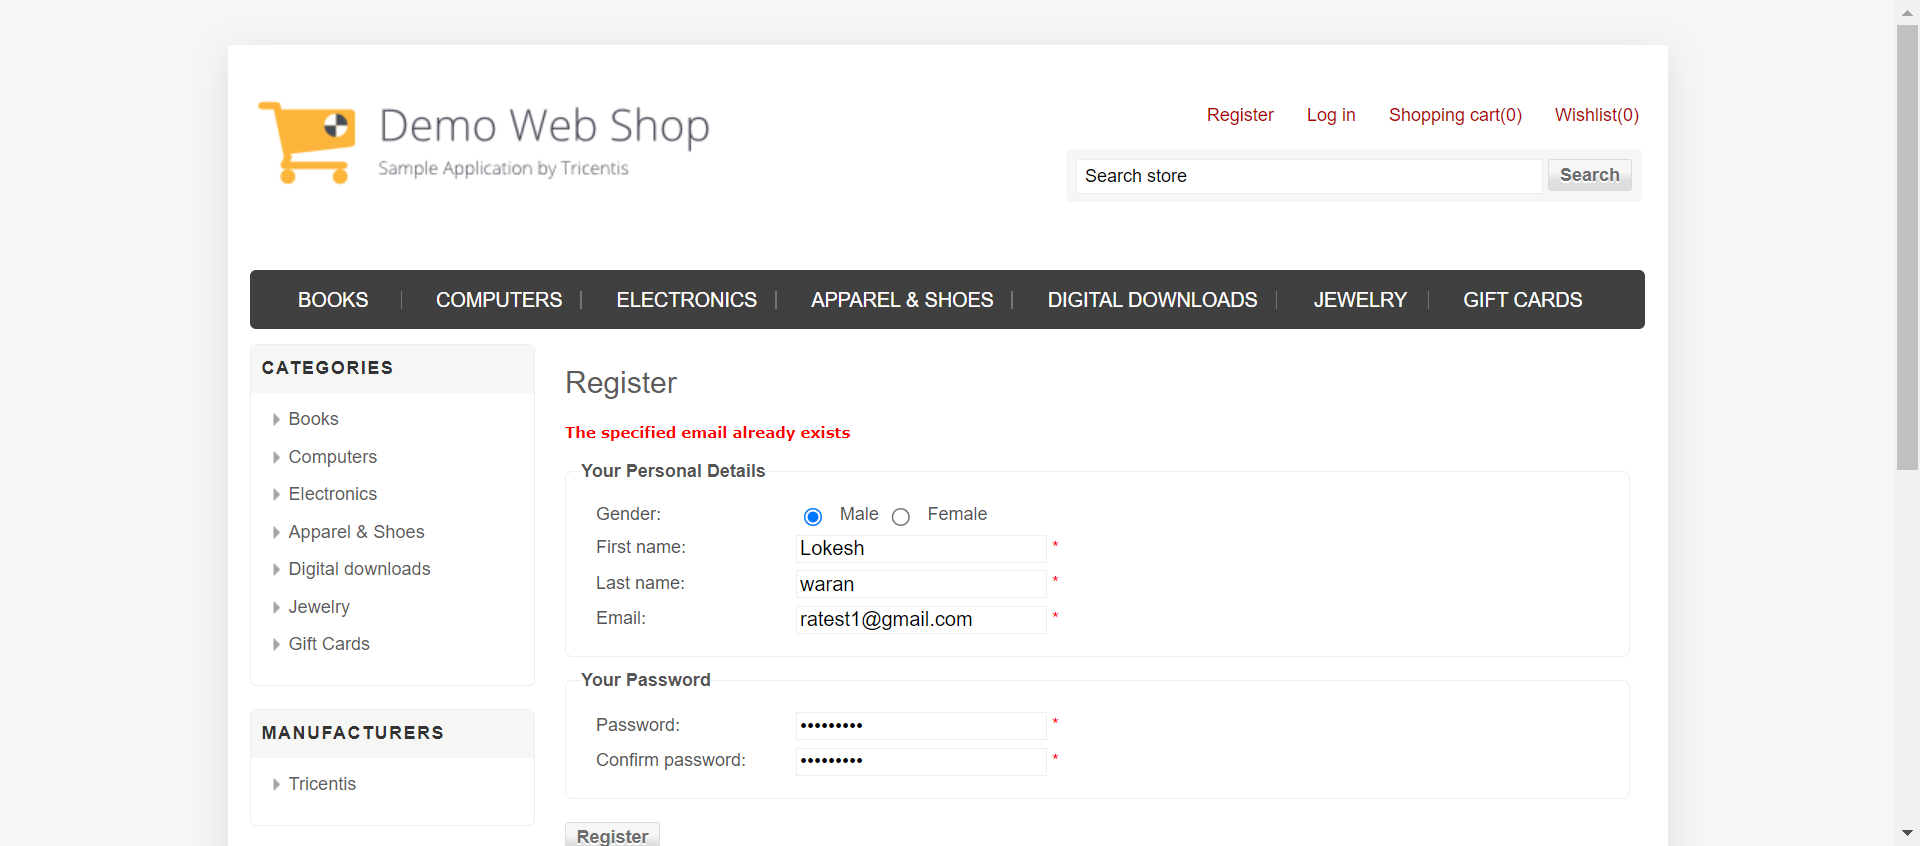 Demo Web Shop
Sample Application by Tricentis
Register Log in Shopping cart(0) Wishlist(0)
Search store Search
BOOKS COMPUTERS ELECTRONICS APPAREL & SHOES DIGITAL DOWNLOADS JEWELRY GIFT CARDS
CATEGORIES
Books
Computers
Electronics
Apparel & Shoes
Digital downloads
Jewelry
Gift Cards
MANUFACTURERS
Tricentis
Register
The specified email already exists
Your Personal Details
Gender: Male Female
First name: Lokesh *
Last name: waran *
Email: ratest1@gmail.com *
Your Password
Password: ••••••••• *
Confirm password: ••••••••• *
Register